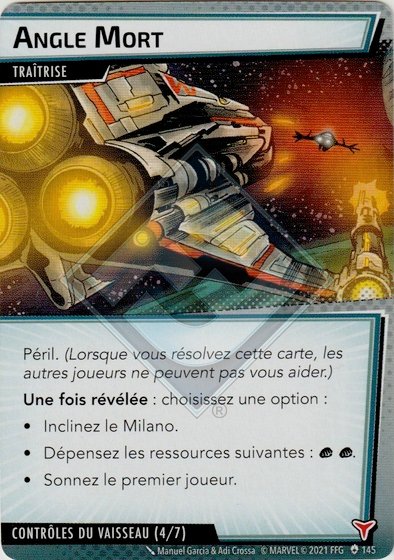 ANGLE MORT
TRAÎTRISE
Péril. (Lorsque vous résolvez cette carte, les
autres joueurs ne peuvent pas vous aider.)
Une fois révélée : choisissez une option :
• Inclinez le Milano.
• Dépensez les ressources suivantes : .
• Sonnez le premier joueur.
®
CONTRÔLES DU VAISSEAU (4/7)
Manuel Garcia & Adi Crossa © MARVEL © 2021 FFG 145